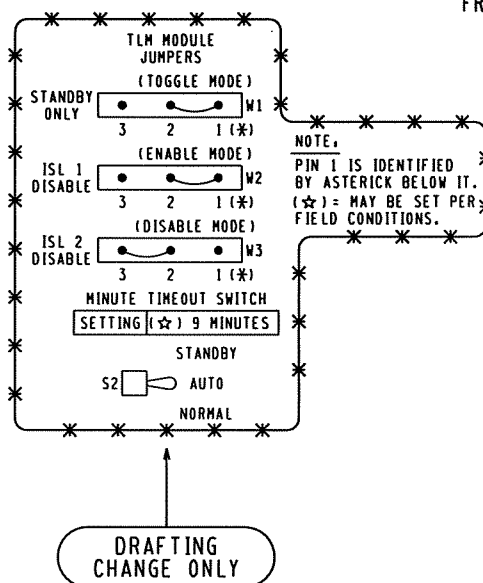 FR
TLM MODULE
JUMPERS
(TOGGLE MODE)
STANDBY
ONLY
W1
3 2 1 (*)
(ENABLE MODE)
ISL 1
DISABLE
W2
3 2 1 (*)
(DISABLE MODE)
ISL 2
DISABLE
W3
3 2 1 (*)
MINUTE TIMEOUT SWITCH
SETTING (☆) 9 MINUTES
STANDBY
S2 AUTO
NORMAL
NOTE,
PIN 1 IS IDENTIFIED
BY ASTERICK BELOW IT.
(☆) = MAY BE SET PER
FIELD CONDITIONS.
DRAFTING
CHANGE ONLY